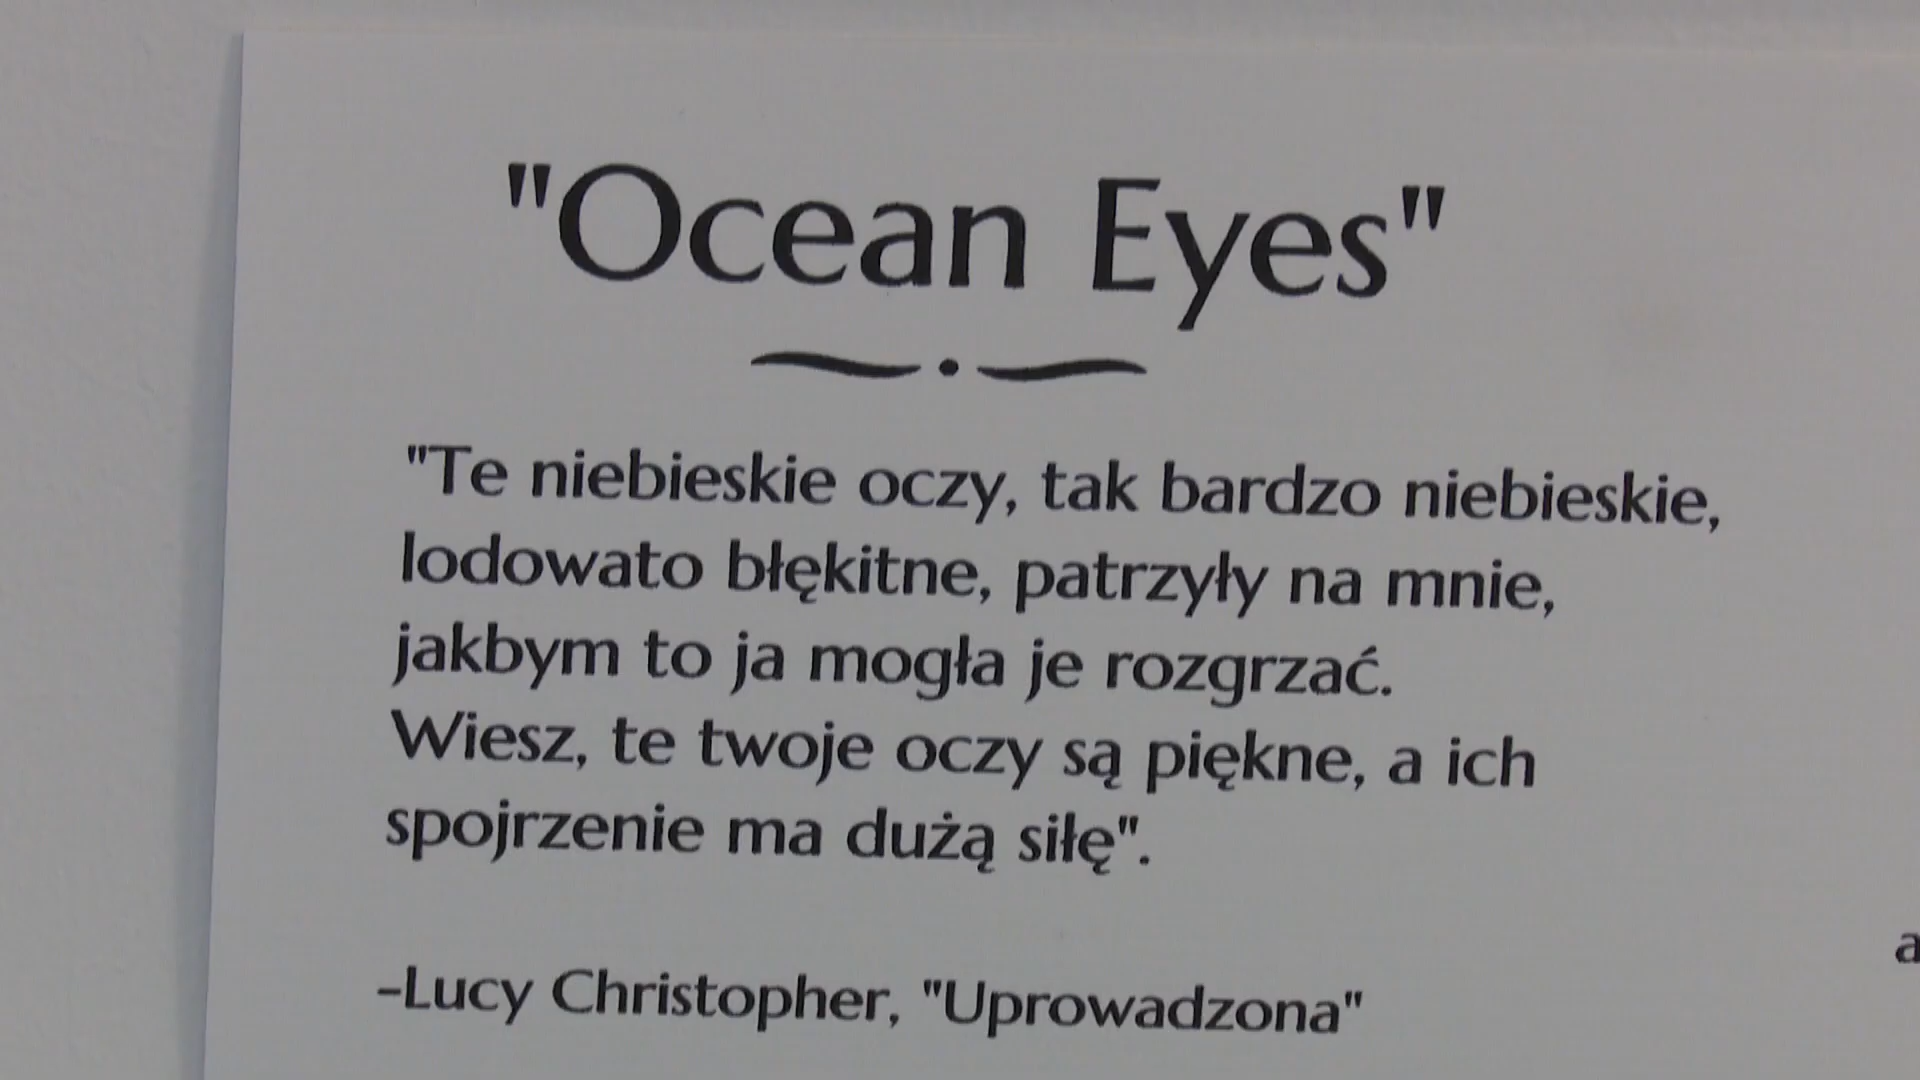 "Ocean Eyes"
"Te niebieskie oczy, tak bardzo niebieskie,
lodowato błękitne, patrzyły na mnie,
jakbym to ja mogła je rozgrzać.
Wiesz, te twoje oczy są piękne, a ich
spojrzenie ma dużą siłę".
a
-Lucy Christopher, "Uprowadzona"